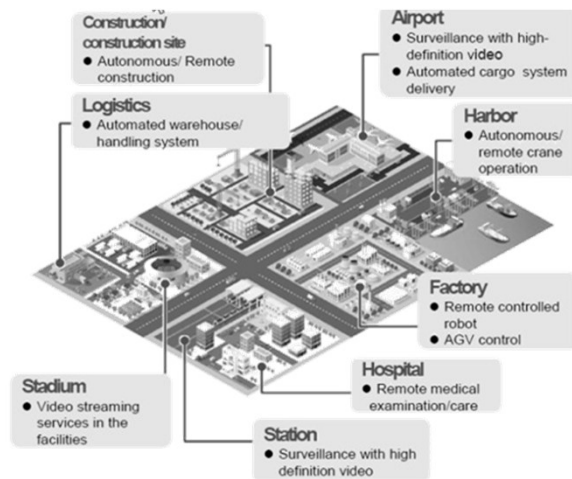 Construction/
construction site
● Autonomous/ Remote
construction
Airport
● Surveillance with high-
definition video
● Automated cargo system
delivery
Logistics
● Automated warehouse/
handling system
Harbor
● Autonomous/
remote crane
operation
Factory
● Remote controlled
robot
● AGV control
Hospital
● Remote medical
examination/care
Stadium
● Video streaming
services in the
facilities
Station
● Surveillance with high
definition video